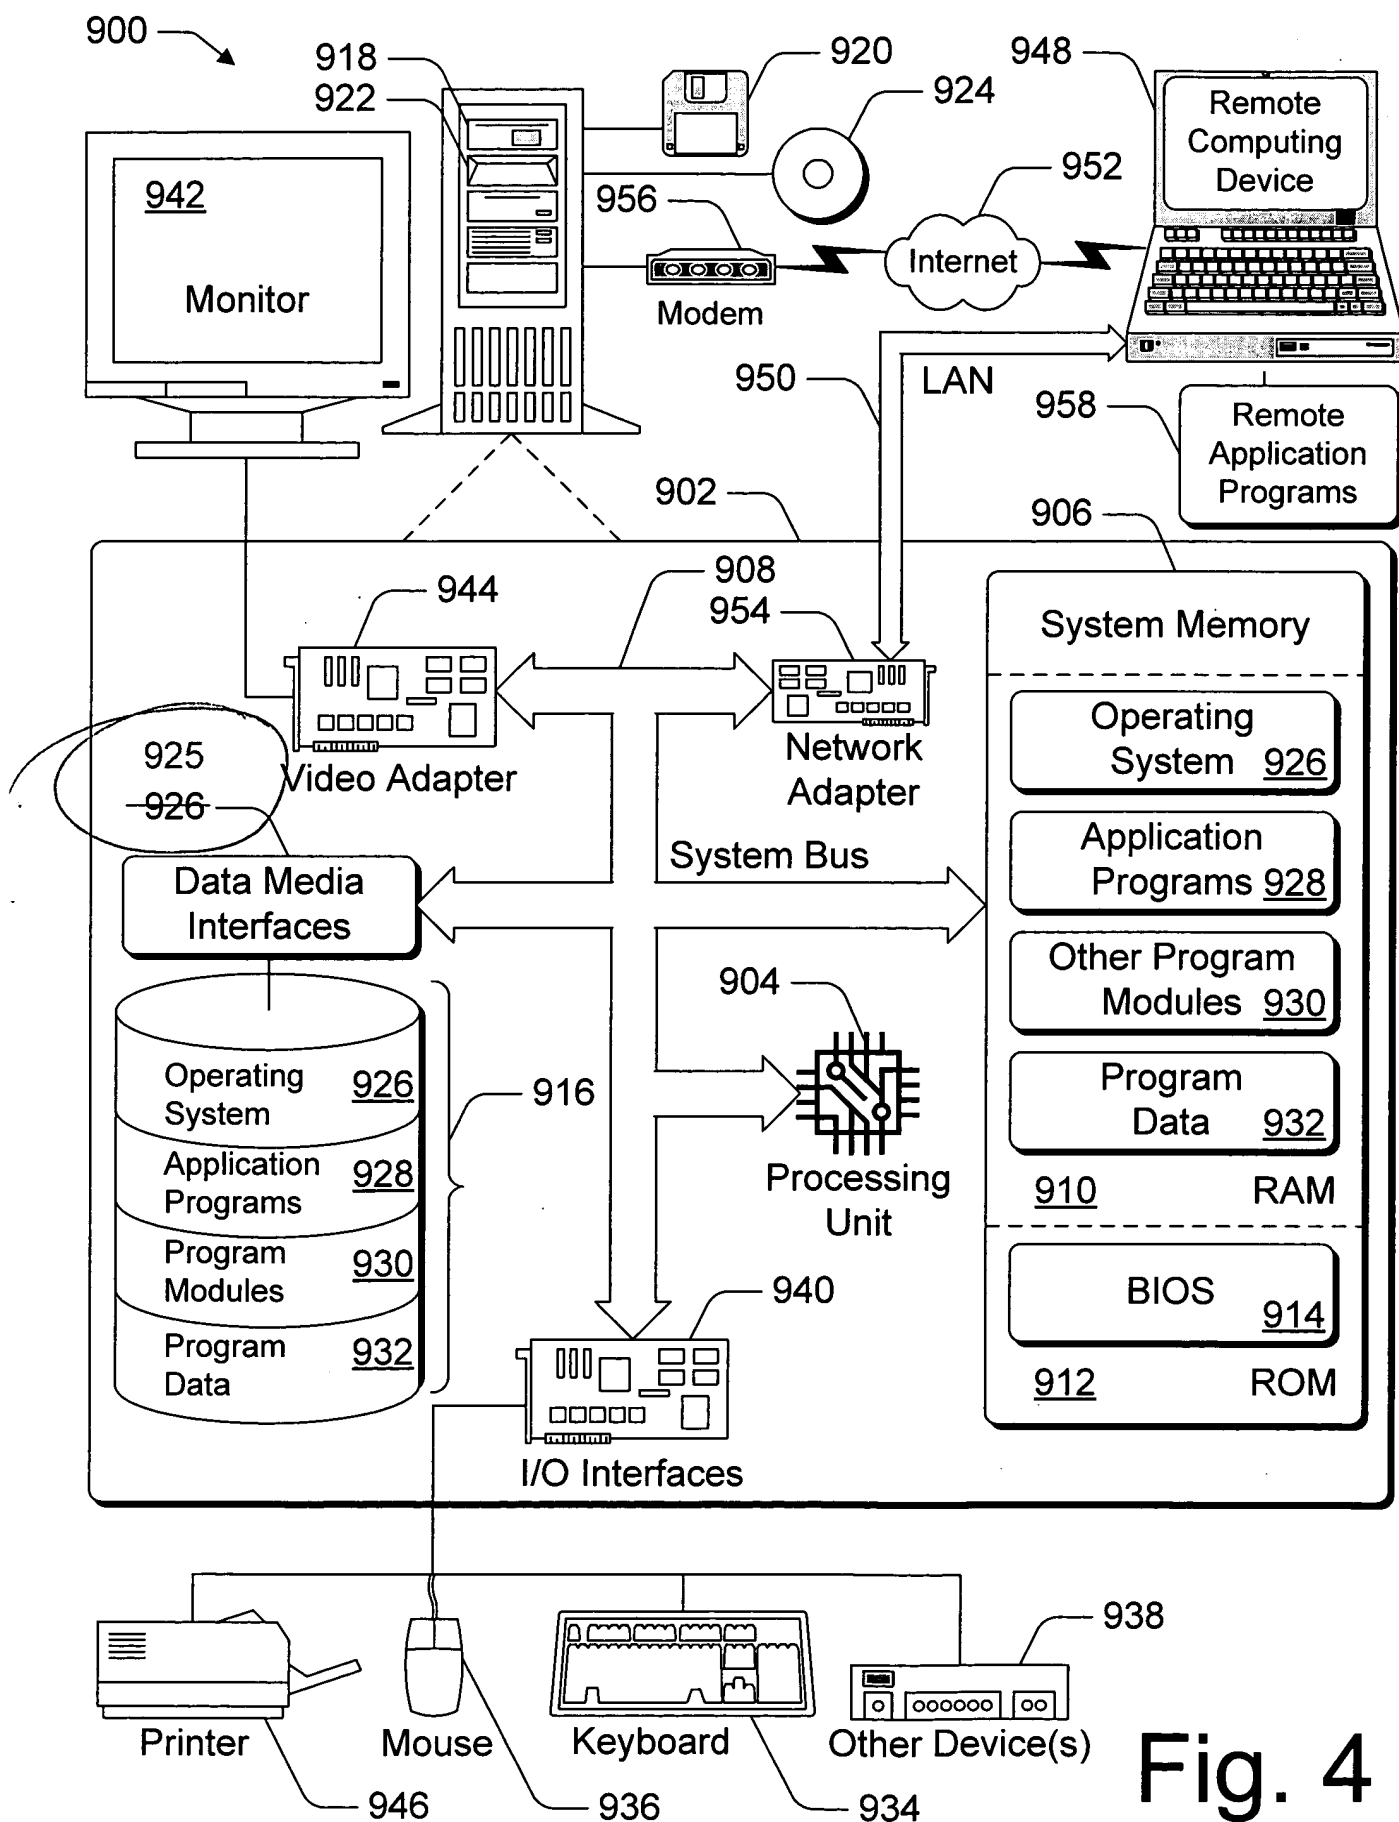 900
918
922
920
924
948
Remote
Computing
Device
942
Monitor
956
Modem
952
Internet
950
LAN
958
Remote
Application
Programs
902
906
944
Video Adapter
908
954
Network
Adapter
925
926
Data Media
Interfaces
System Bus
System Memory
Operating
System 926
Application
Programs 928
Other Program
Modules 930
Program
Data 932
910 RAM
BIOS
914
912 ROM
904
Processing
Unit
Operating
System 926
Application
Programs 928
Program
Modules 930
Program
Data 932
916
940
I/O Interfaces
Printer
946
Mouse
936
Keyboard
934
938
Other Device(s)
Fig. 4